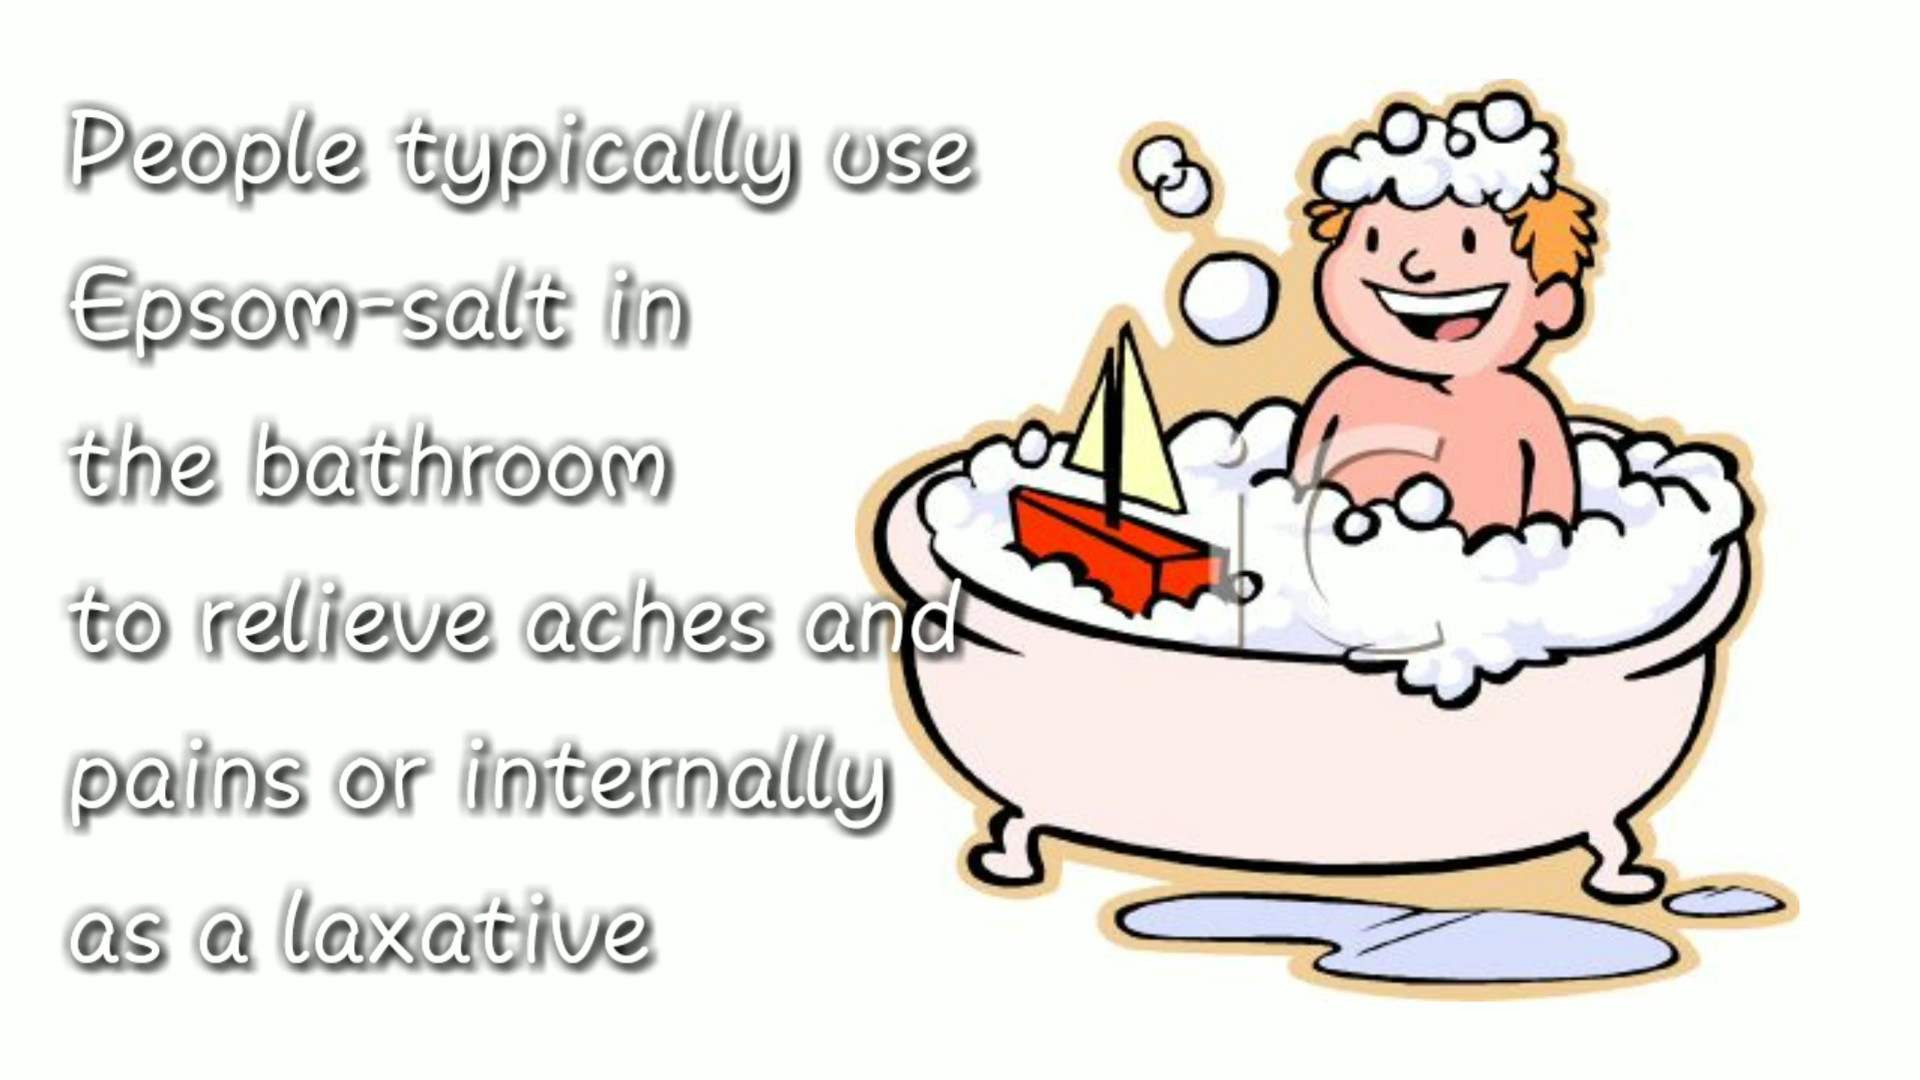 People typically use
Epsom-salt in
the bathroom
to relieve aches and
pains or internally
as a laxative